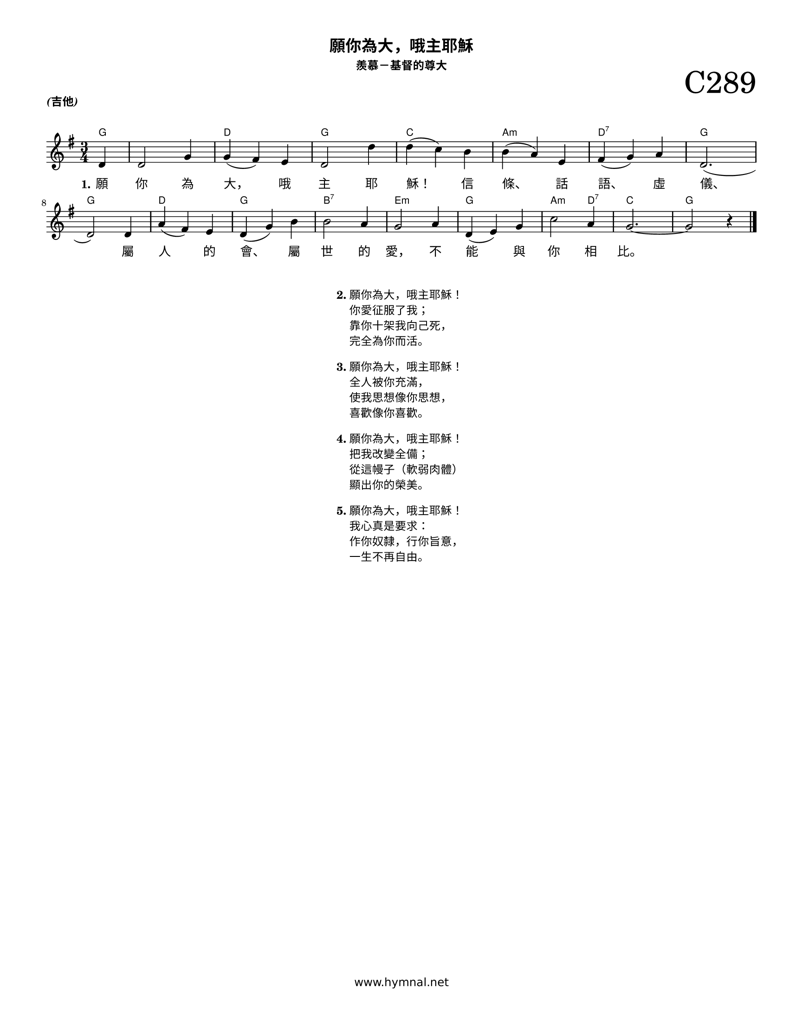 願你為大，哦主耶穌
羨慕－基督的尊大
C289
(吉他)
G D G C Am D7 G
1. 願 你 為 大， 哦 主 耶 穌！ 信 條、 話 語、 虛 儀、
8 G D G B7 Em G Am D7 C G
屬 人 的 會、 屬 世 的 愛， 不 能 與 你 相 比。
2. 願你為大，哦主耶穌！
你愛征服了我；
靠你十架我向己死，
完全為你而活。
3. 願你為大，哦主耶穌！
全人被你充滿，
使我思想像你思想，
喜歡像你喜歡。
4. 願你為大，哦主耶穌！
把我改變全備；
從這幔子（軟弱肉體）
顯出你的榮美。
5. 願你為大，哦主耶穌！
我心真是要求：
作你奴隸，行你旨意，
一生不再自由。
www.hymnal.net